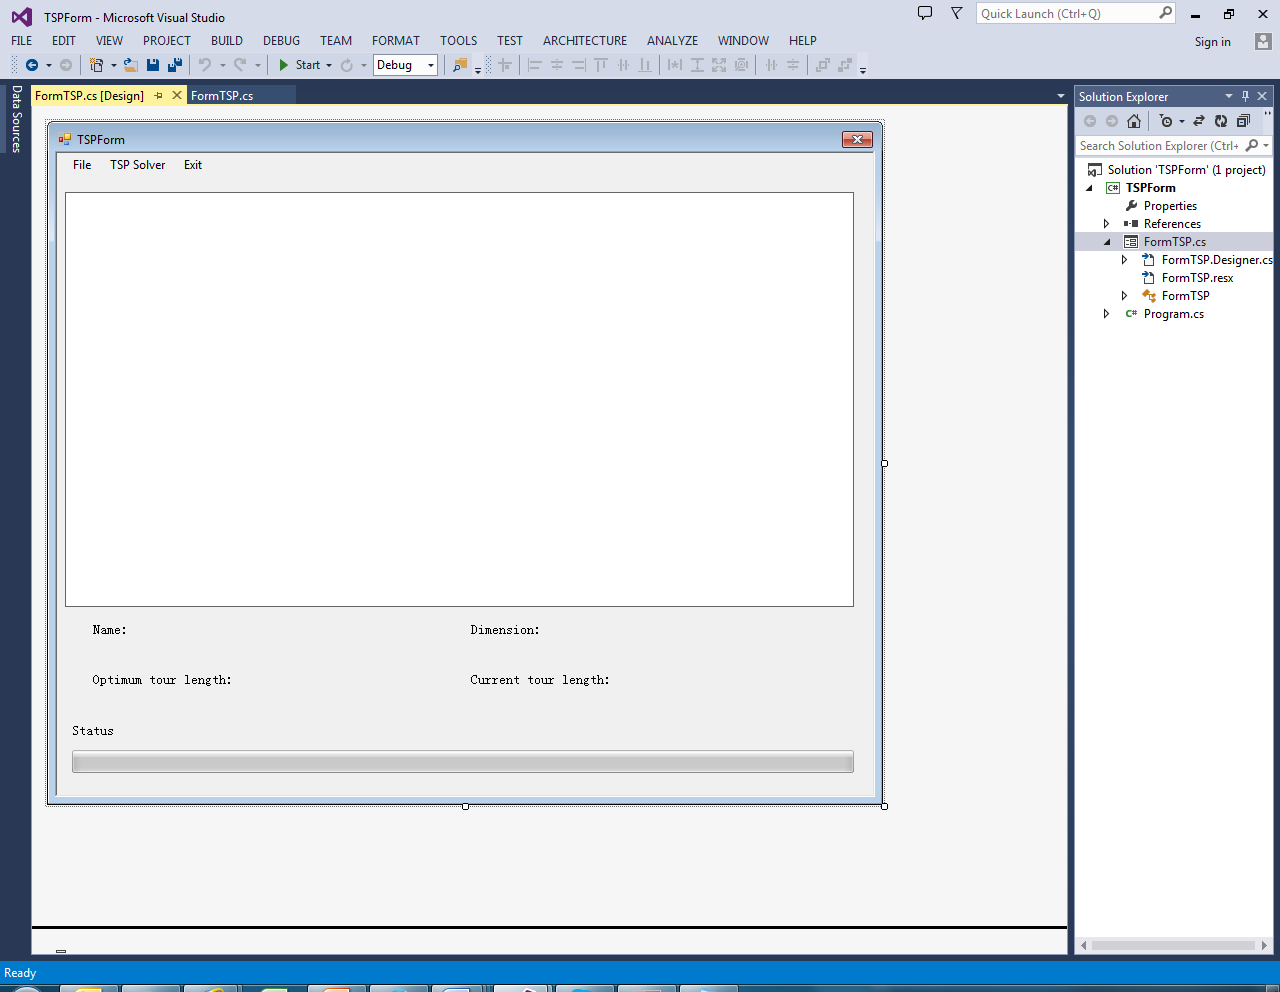 TSPForm - Microsoft Visual Studio
Quick Launch (Ctrl+Q)
FILE EDIT VIEW PROJECT BUILD DEBUG TEAM FORMAT TOOLS TEST ARCHITECTURE ANALYZE WINDOW HELP
Sign in
Start Debug
Data Sources
FormTSP.cs [Design] FormTSP.cs
TSPForm
File TSP Solver Exit
Name: Dimension:
Optimum tour length: Current tour length:
Status
Solution Explorer
Search Solution Explorer (Ctrl+
Solution 'TSPForm' (1 project)
C# TSPForm
Properties
References
FormTSP.cs
FormTSP.Designer.cs
FormTSP.resx
FormTSP
C# Program.cs
Ready